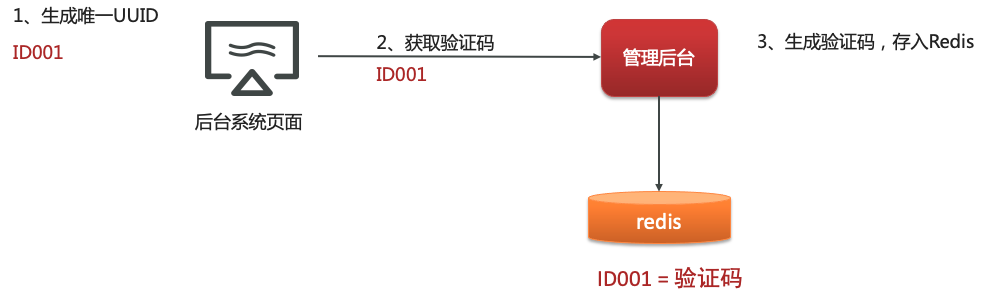 1、生成唯一UUID
ID001
后台系统页面
2、获取验证码
ID001
管理后台
3、生成验证码，存入Redis
redis
ID001 = 验证码